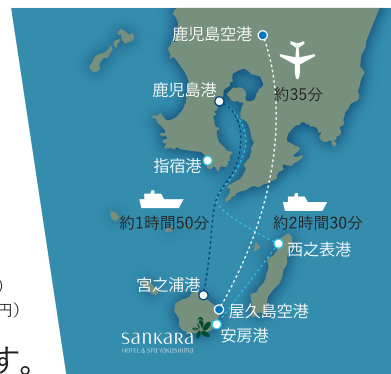 鹿児島空港
約35分
鹿児島港
指宿港
約1時間50分
約2時間30分
西之表港
宮之浦港
屋久島空港
安房港
sankara
HOTEL & SPA YAKUSHIMA
)
円)
す。